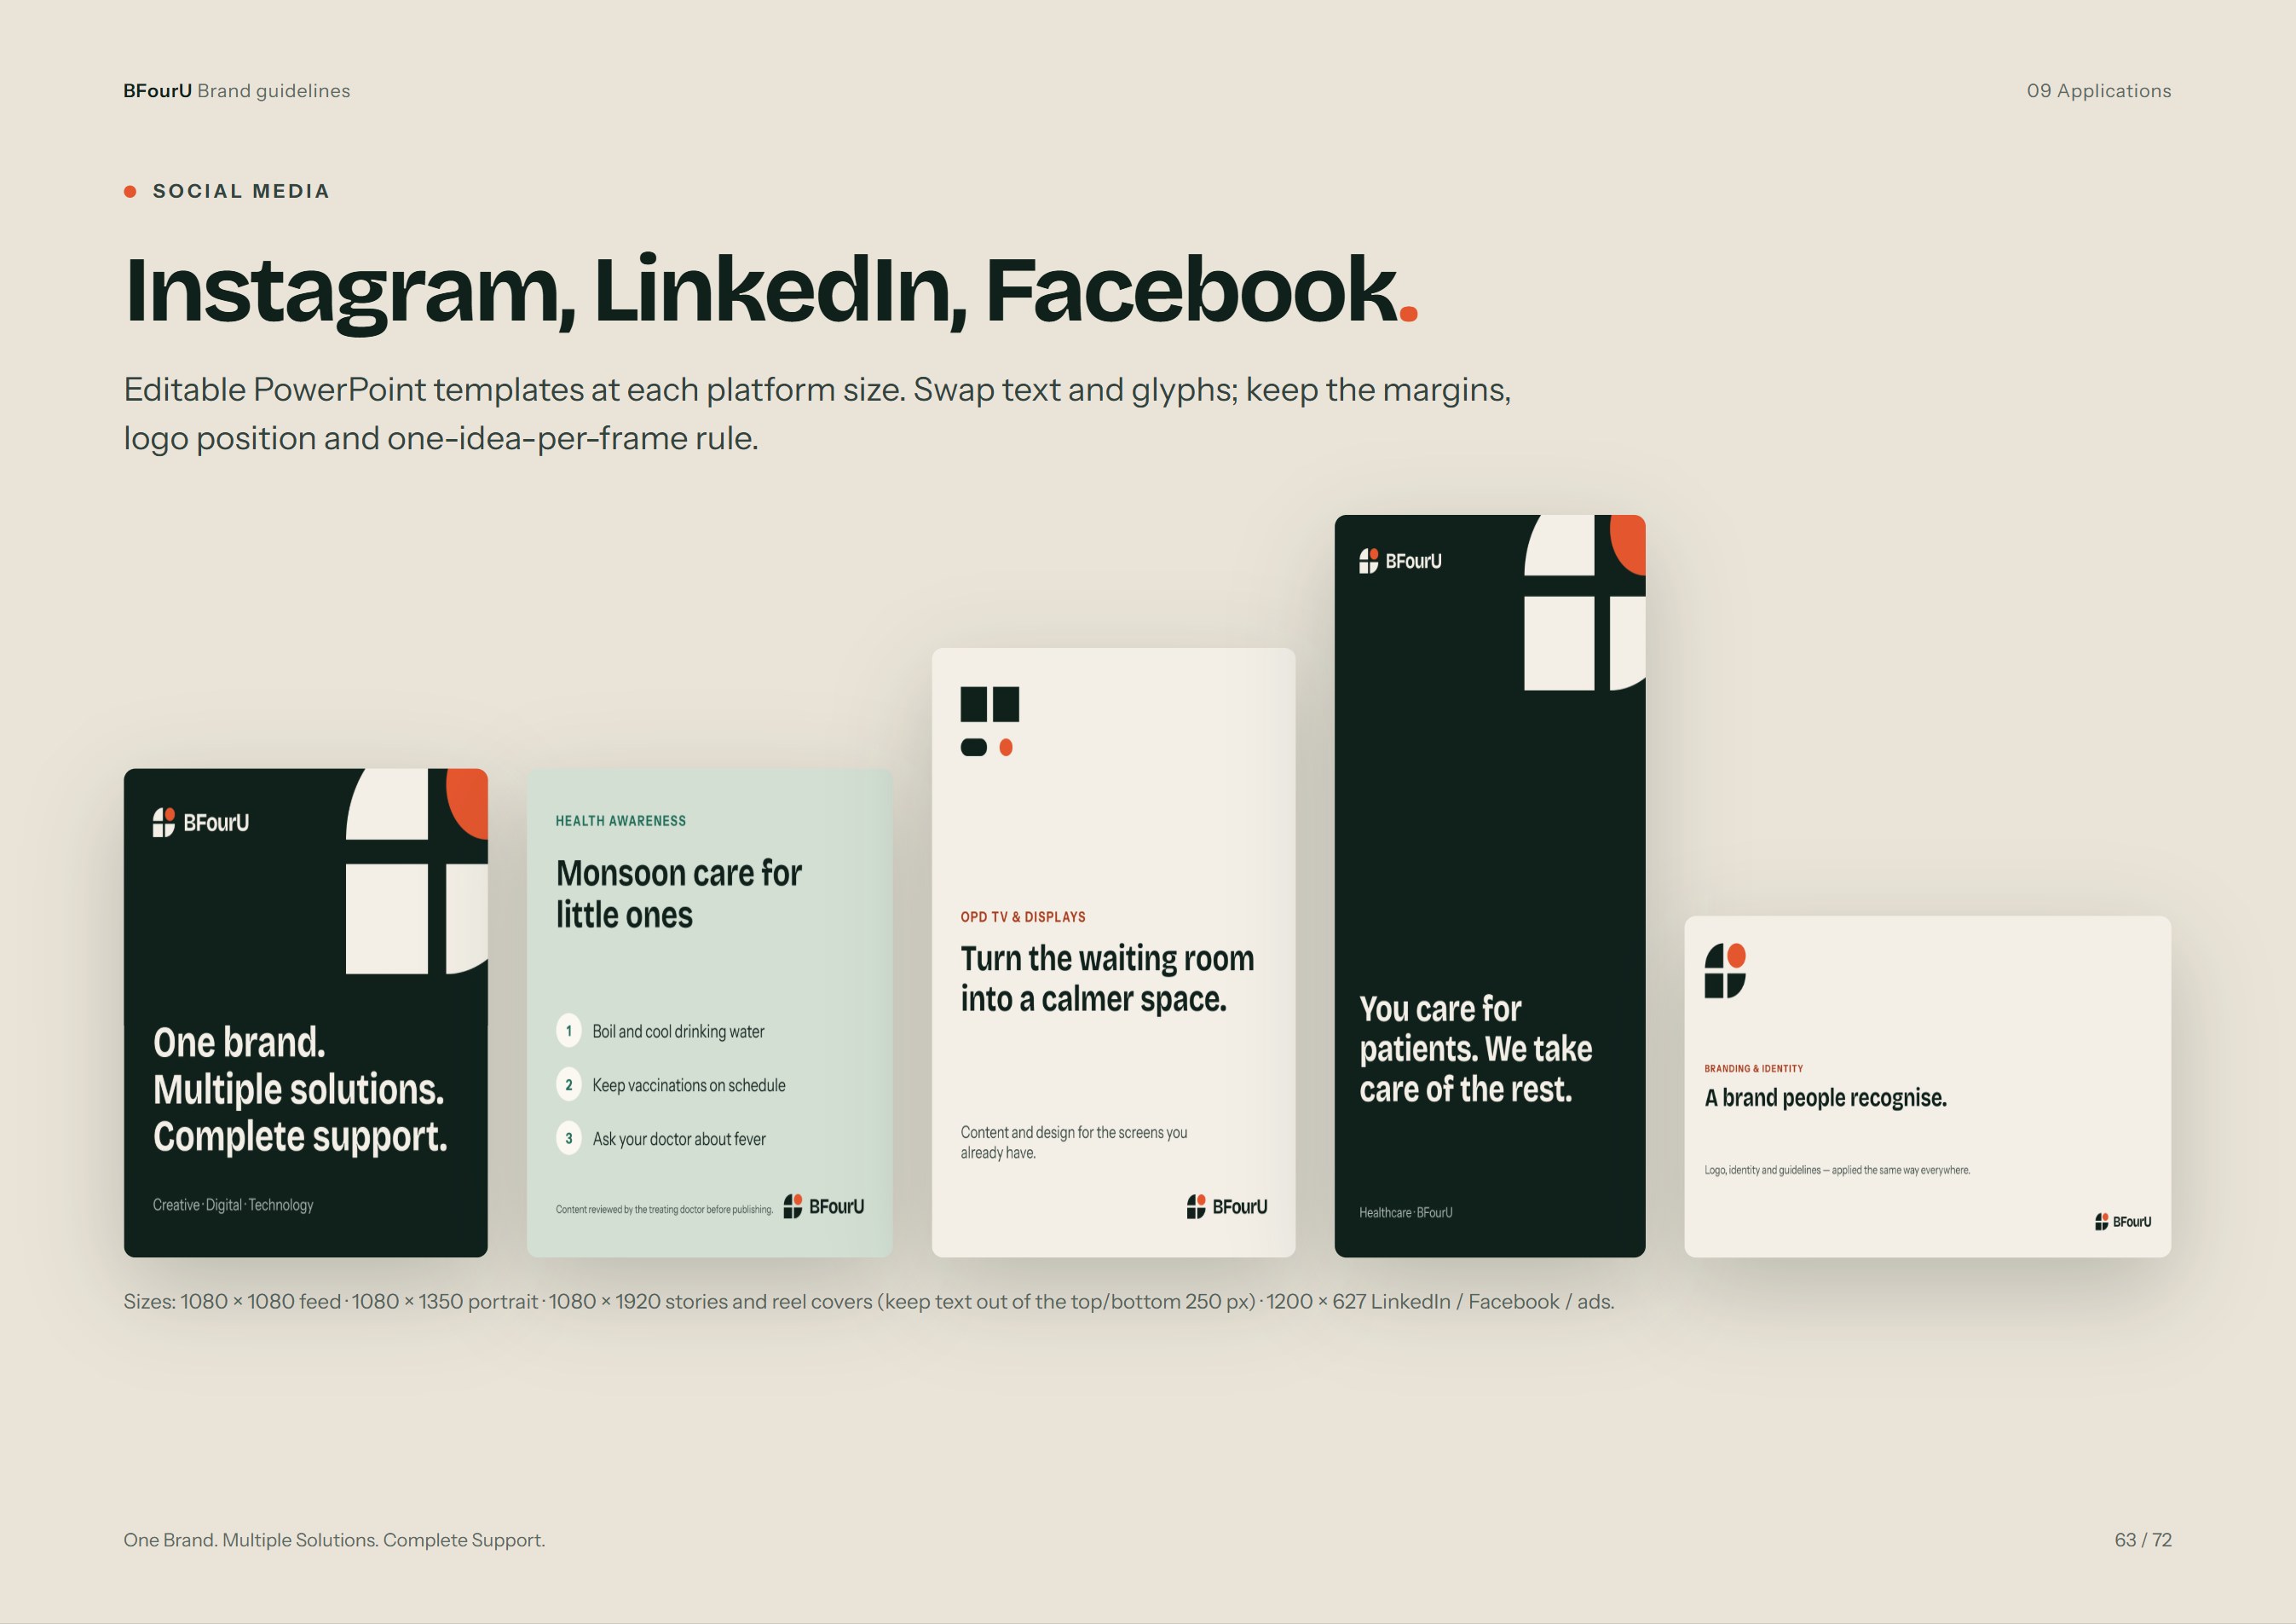 BFourU Brand guidelines
09 Applications
SOCIAL MEDIA
Instagram, LinkedIn, Facebook.
Editable PowerPoint templates at each platform size. Swap text and glyphs; keep the margins,
logo position and one-idea-per-frame rule.
BFourU
One brand.
Multiple solutions.
Complete support.
Creative · Digital · Technology
HEALTH AWARENESS
Monsoon care for
little ones
1 Boil and cool drinking water
2 Keep vaccinations on schedule
3 Ask your doctor about fever
Content reviewed by the treating doctor before publishing.
BFourU
OPD TV & DISPLAYS
Turn the waiting room
into a calmer space.
Content and design for the screens you
already have.
BFourU
BFourU
You care for
patients. We take
care of the rest.
Healthcare · BFourU
BRANDING & IDENTITY
A brand people recognise.
Logo, identity and guidelines — applied the same way everywhere.
BFourU
Sizes: 1080 × 1080 feed · 1080 × 1350 portrait · 1080 × 1920 stories and reel covers (keep text out of the top/bottom 250 px) · 1200 × 627 LinkedIn / Facebook / ads.
One Brand. Multiple Solutions. Complete Support.
63 / 72